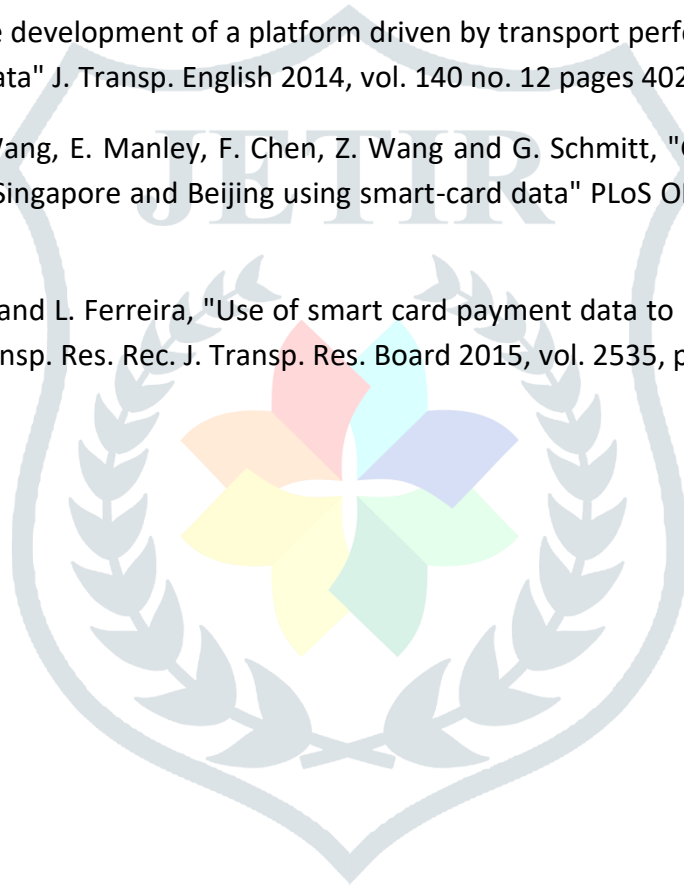 e development of a platform driven by transport perfo
ata" J. Transp. English 2014, vol. 140 no. 12 pages 402
JETIR
Vang, E. Manley, F. Chen, Z. Wang and G. Schmitt, "
Singapore and Beijing using smart-card data" PLoS O
and L. Ferreira, "Use of smart card payment data to
nsp. Res. Rec. J. Transp. Res. Board 2015, vol. 2535, p